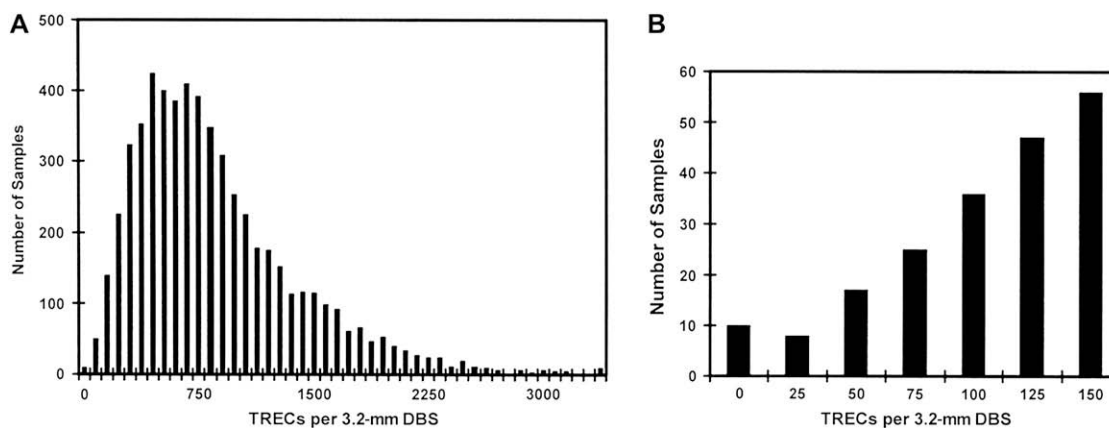 A
500
400
300
200
100
0
Number of Samples
0 750 1500 2250 3000
TRECs per 3.2-mm DBS
B
60
50
40
30
20
10
0
Number of Samples
0 25 50 75 100 125 150
TRECs per 3.2-mm DBS